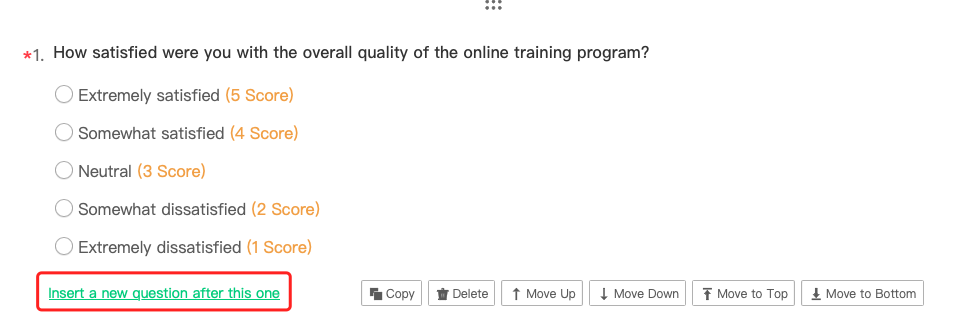 *1. How satisfied were you with the overall quality of the online training program?
Extremely satisfied (5 Score)
Somewhat satisfied (4 Score)
Neutral (3 Score)
Somewhat dissatisfied (2 Score)
Extremely dissatisfied (1 Score)
Insert a new question after this one Copy Delete Move Up Move Down Move to Top Move to Bottom